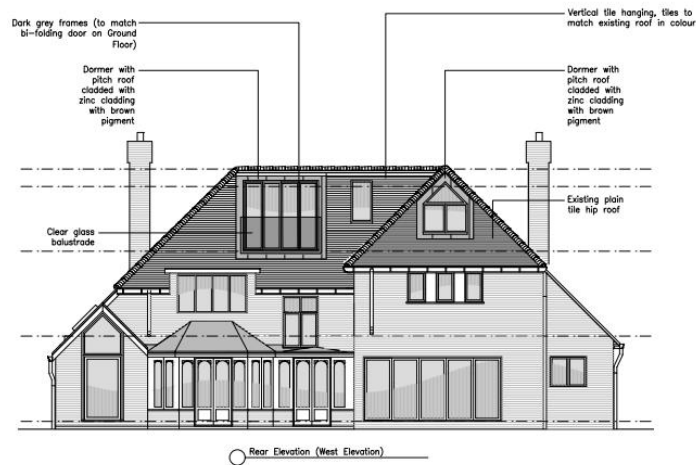 Dark grey frames (to match
bi-folding door on Ground
Floor)
Vertical tile hanging, tiles to
match existing roof in colour
Dormer with
pitch roof
cladded with
zinc cladding
with brown
pigment
Dormer with
pitch roof
cladded with
zinc cladding
with brown
pigment
Existing plain
tile hip roof
Clear glass
balustrade
Rear Elevation (West Elevation)